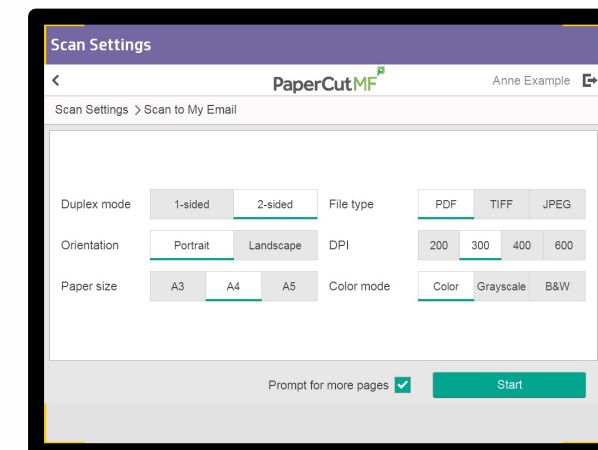 Scan Settings
PaperCutMF
Anne Example
Scan Settings > Scan to My Email
Duplex mode 1-sided 2-sided File type PDF TIFF JPEG
Orientation Portrait Landscape DPI 200 300 400 600
Paper size A3 A4 A5 Color mode Color Grayscale B&W
Prompt for more pages Start